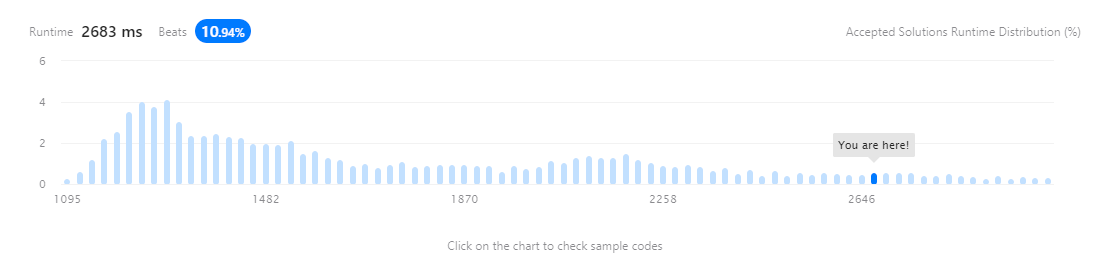 Runtime 2683 ms Beats 10.94% Accepted Solutions Runtime Distribution (%)
6
4
2
0
You are here!
1095 1482 1870 2258 2646
Click on the chart to check sample codes